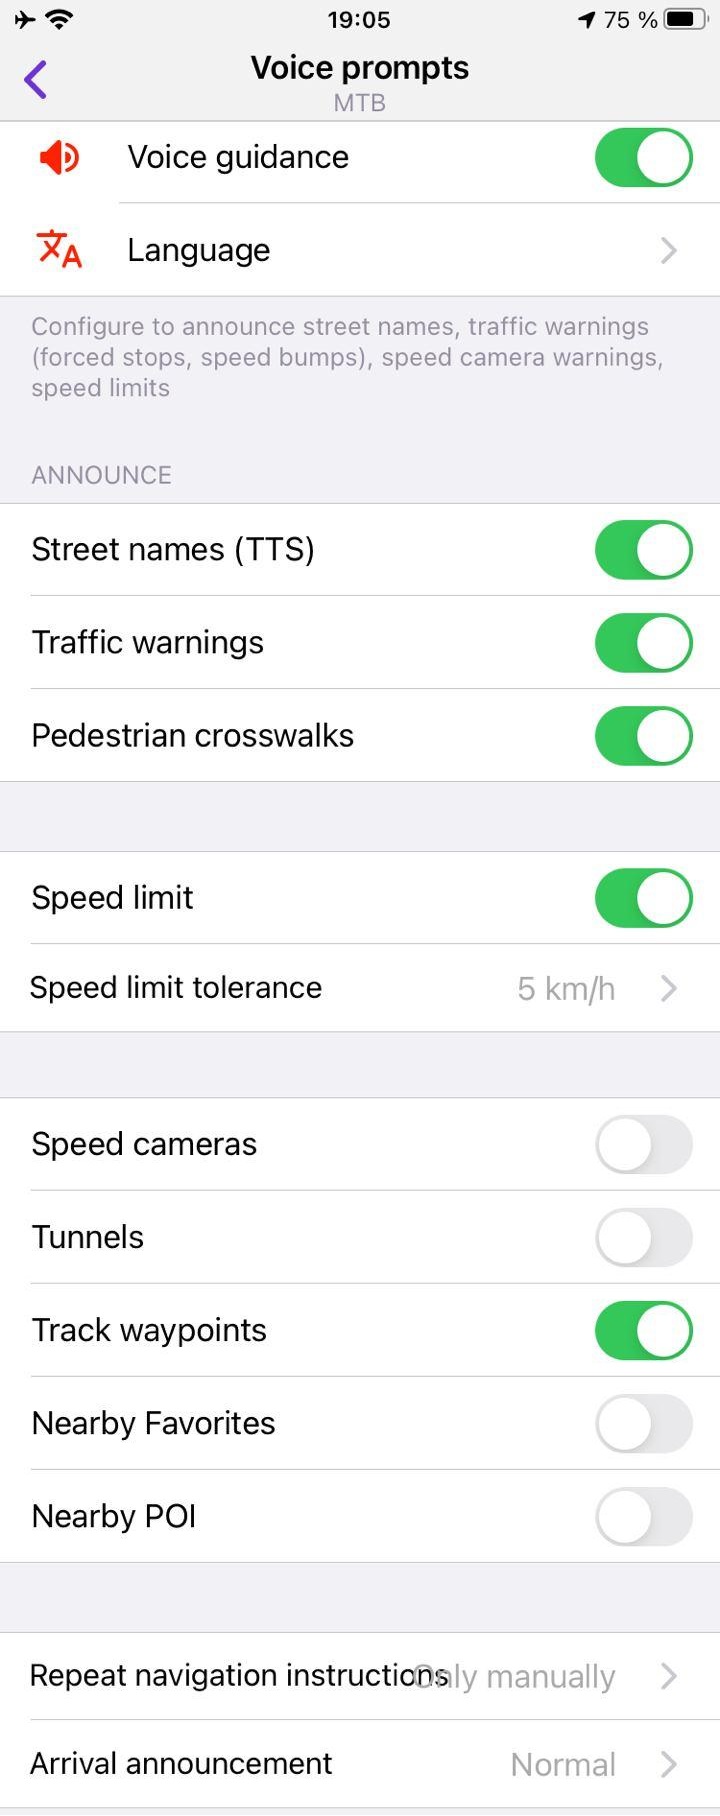 19:05
75 %
Voice prompts
MTB
Voice guidance
Language
Configure to announce street names, traffic warnings
(forced stops, speed bumps), speed camera warnings,
speed limits
ANNOUNCE
Street names (TTS)
Traffic warnings
Pedestrian crosswalks
Speed limit
Speed limit tolerance 5 km/h
Speed cameras
Tunnels
Track waypoints
Nearby Favorites
Nearby POI
Repeat navigation instructions Only manually
Arrival announcement Normal